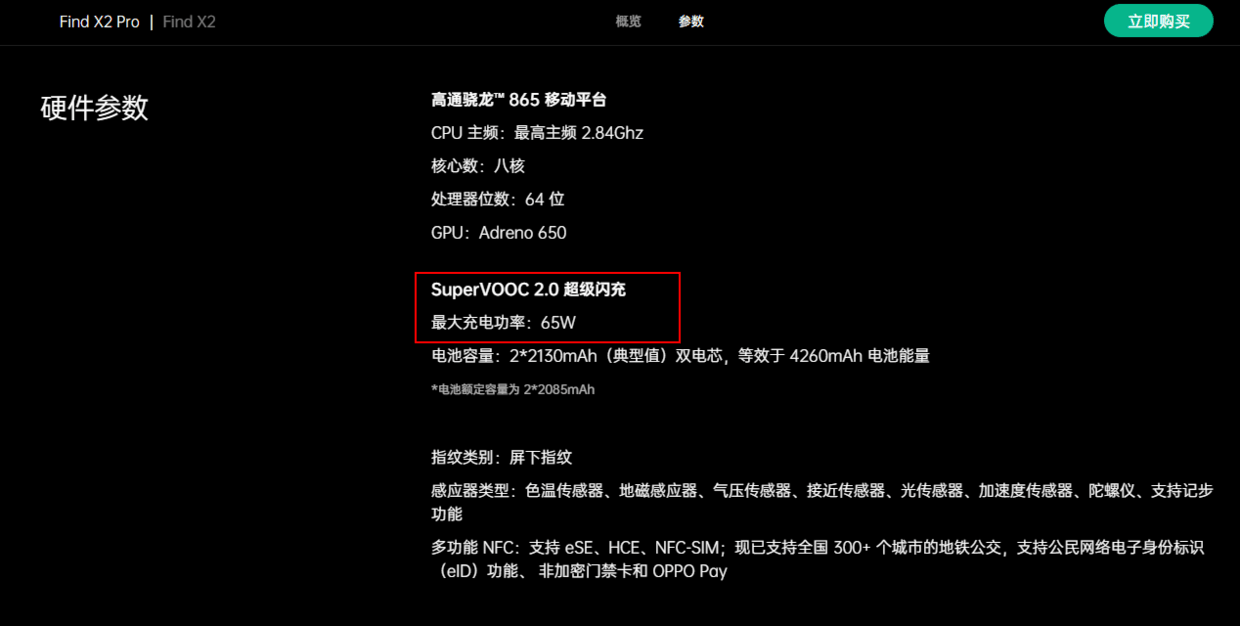 Find X2 Pro | Find X2
概览
参数
立即购买
硬件参数
高通骁龙™ 865 移动平台
CPU 主频：最高主频 2.84Ghz
核心数：八核
处理器位数：64 位
GPU：Adreno 650
SuperVOOC 2.0 超级闪充
最大充电功率：65W
电池容量：2*2130mAh（典型值）双电芯，等效于 4260mAh 电池能量
*电池额定容量为 2*2085mAh
指纹类别：屏下指纹
感应器类型：色温传感器、地磁感应器、气压传感器、接近传感器、光传感器、加速度传感器、陀螺仪、支持记步
功能
多功能 NFC：支持 eSE、HCE、NFC-SIM；现已支持全国 300+ 个城市的地铁公交，支持公民网络电子身份标识
（eID）功能、 非加密门禁卡和 OPPO Pay